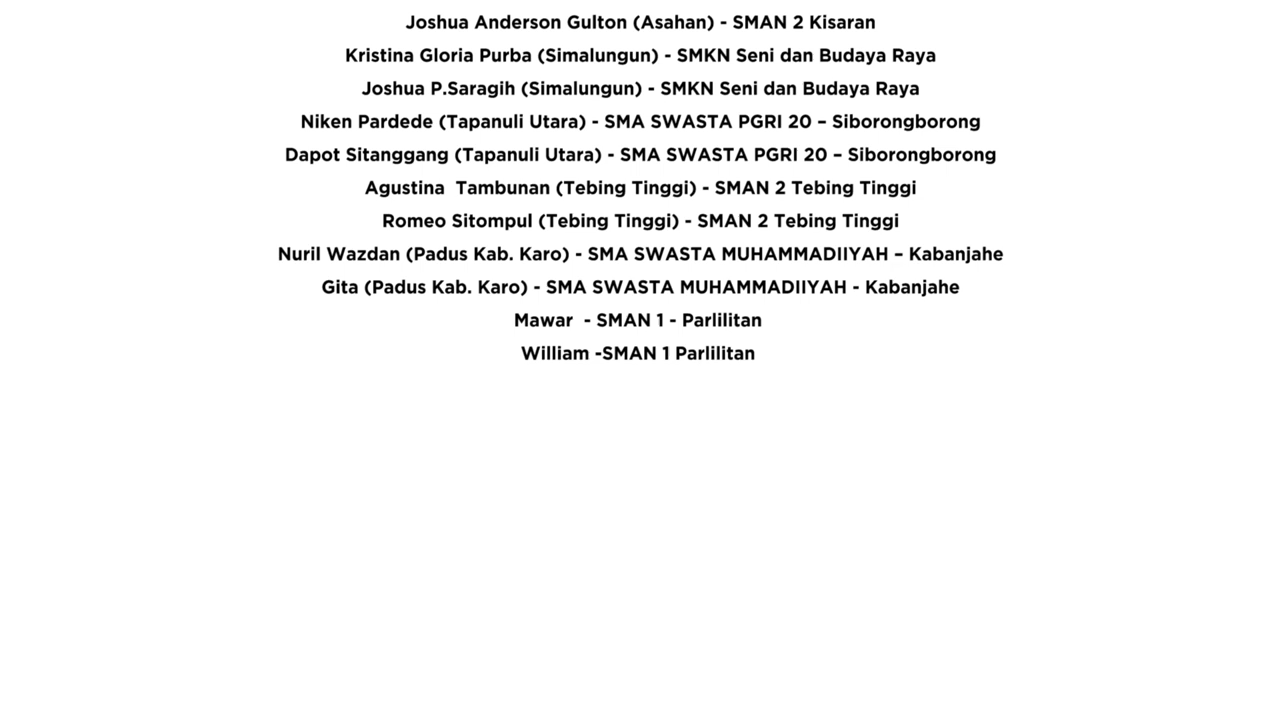 Joshua Anderson Gulton (Asahan) - SMAN 2 Kisaran
Kristina Gloria Purba (Simalungun) - SMKN Seni dan Budaya Raya
Joshua P.Saragih (Simalungun) - SMKN Seni dan Budaya Raya
Niken Pardede (Tapanuli Utara) - SMA SWASTA PGRI 20 – Siborongborong
Dapot Sitanggang (Tapanuli Utara) - SMA SWASTA PGRI 20 – Siborongborong
Agustina  Tambunan (Tebing Tinggi) - SMAN 2 Tebing Tinggi
Romeo Sitompul (Tebing Tinggi) - SMAN 2 Tebing Tinggi
Nuril Wazdan (Padus Kab. Karo) - SMA SWASTA MUHAMMADIIYAH – Kabanjahe
Gita (Padus Kab. Karo) - SMA SWASTA MUHAMMADIIYAH - Kabanjahe
Mawar  - SMAN 1 - Parlilitan
William -SMAN 1 Parlilitan